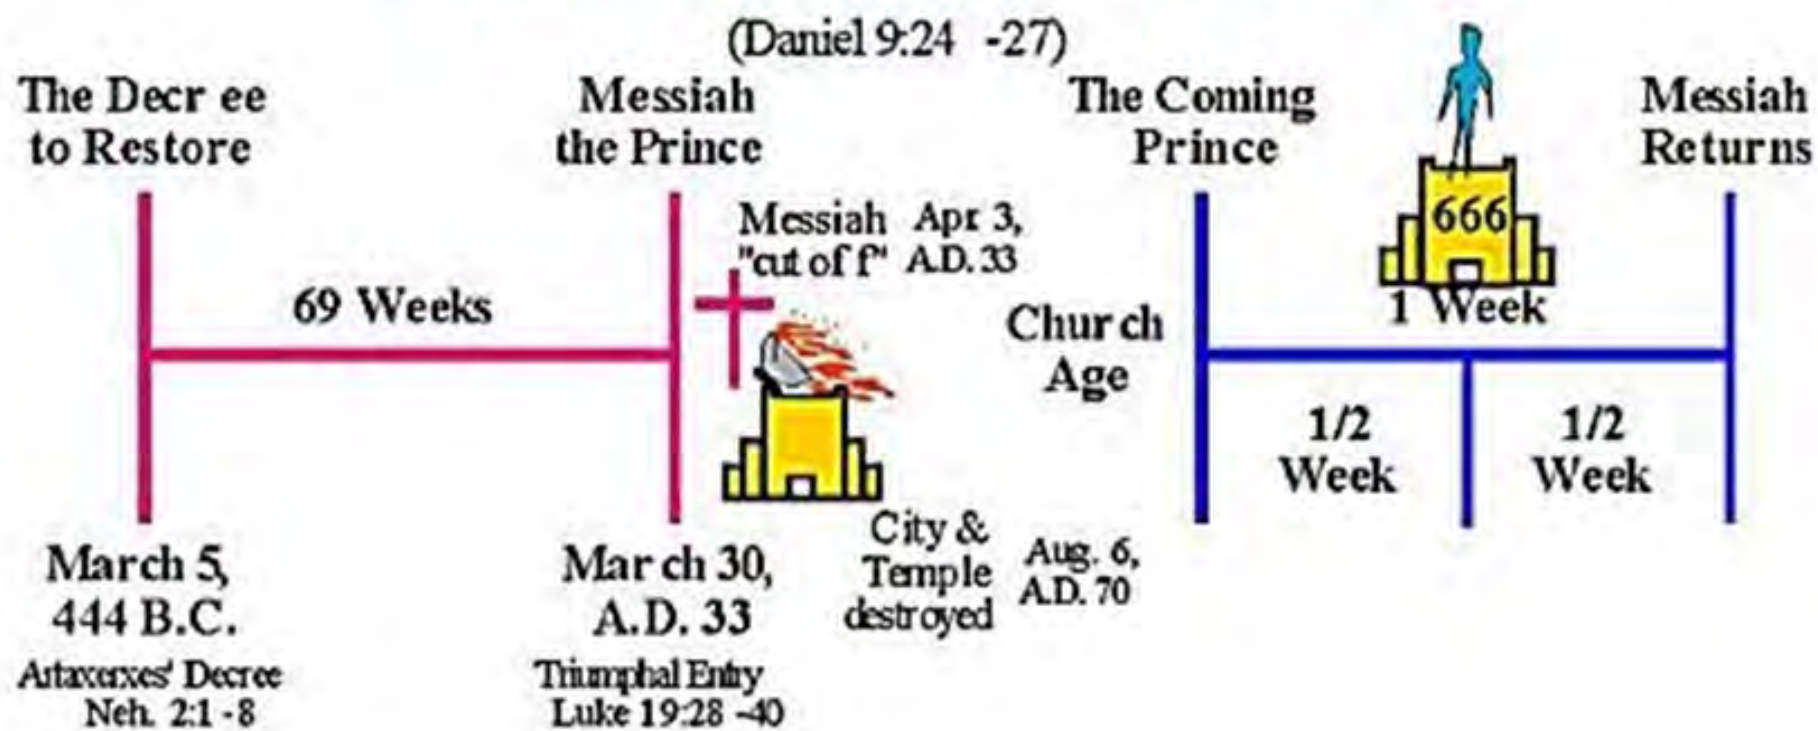 (Daniel 9:24 -27)
The Decr ee
to Restore
Messiah
the Prince
The Coming
Prince
Messiah
Returns
666
Messiah Apr. 3,
"cut of f" A.D. 33
69 Weeks
Church
Age
1 Week
1/2
Week
1/2
Week
March 5,
444 B.C.
Artaxerxes' Decree
Neh. 2:1 -8
Mar ch 30,
A.D. 33
Triumphal Entry
Luke 19:28 -40
City &
Temple
destroyed
Aug. 6,
A.D. 70